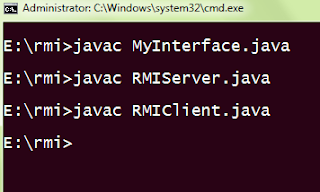 Administrator: C:\Windows\system32\cmd.exe
E:\rmi>javac MyInterface.java
E:\rmi>javac RMIServer.java
E:\rmi>javac RMIClient.java
E:\rmi>